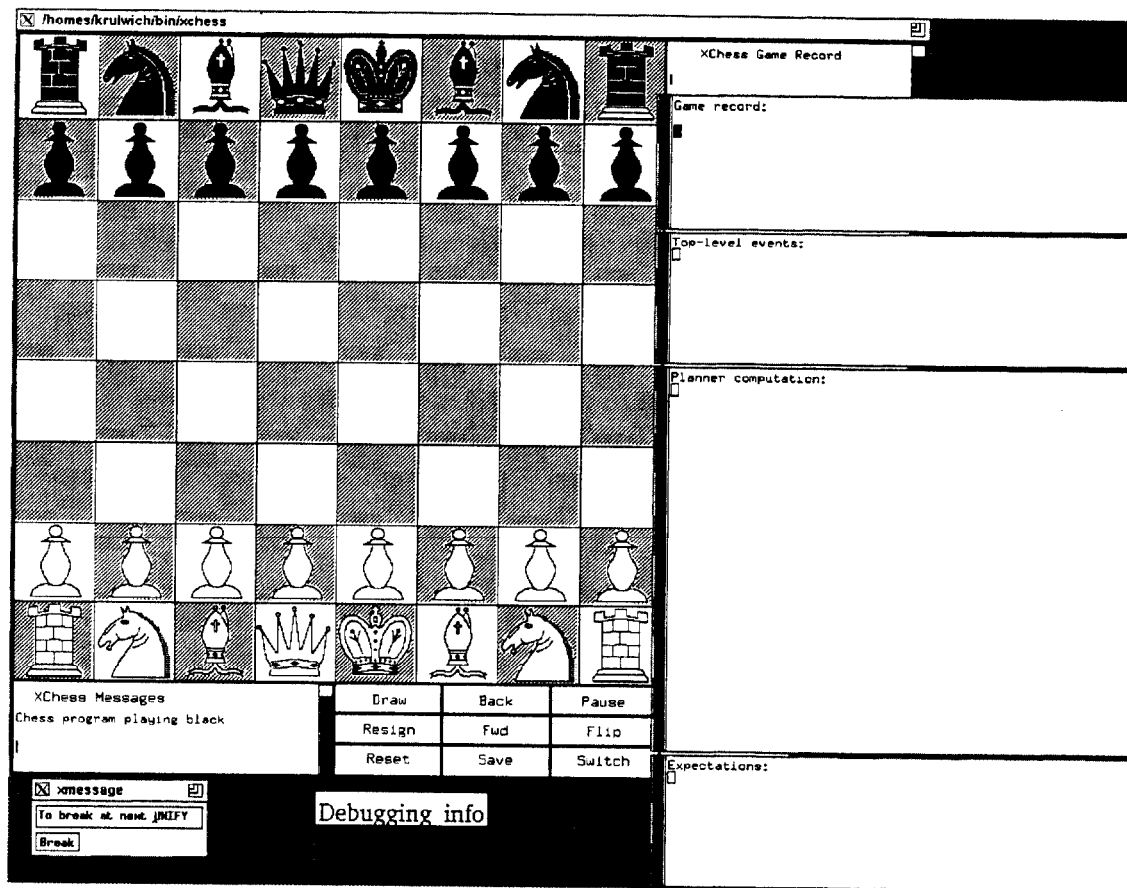 /homes/krulwich/bin/xchess
XChess Game Record
Game record:
Top-level events:
Planner computation:
XChess Messages
Chess program playing black
Draw Back Pause
Resign Fwd Flip
Reset Save Switch
Expectations:
xmessage
To break at next UNIFY
Break
Debugging info